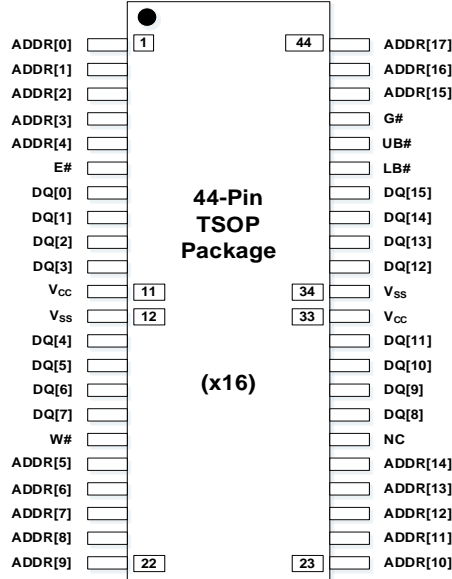 ADDR[0] 1 44 ADDR[17]
ADDR[1] ADDR[16]
ADDR[2] ADDR[15]
ADDR[3] G#
ADDR[4] UB#
E# LB#
DQ[0] DQ[15]
DQ[1] DQ[14]
DQ[2] DQ[13]
DQ[3] DQ[12]
44-Pin
TSOP
Package
VCC 11 34 VSS
VSS 12 33 VCC
DQ[4] DQ[11]
DQ[5] DQ[10]
DQ[6] DQ[9]
(x16)
DQ[7] DQ[8]
W# NC
ADDR[5] ADDR[14]
ADDR[6] ADDR[13]
ADDR[7] ADDR[12]
ADDR[8] ADDR[11]
ADDR[9] 22 23 ADDR[10]